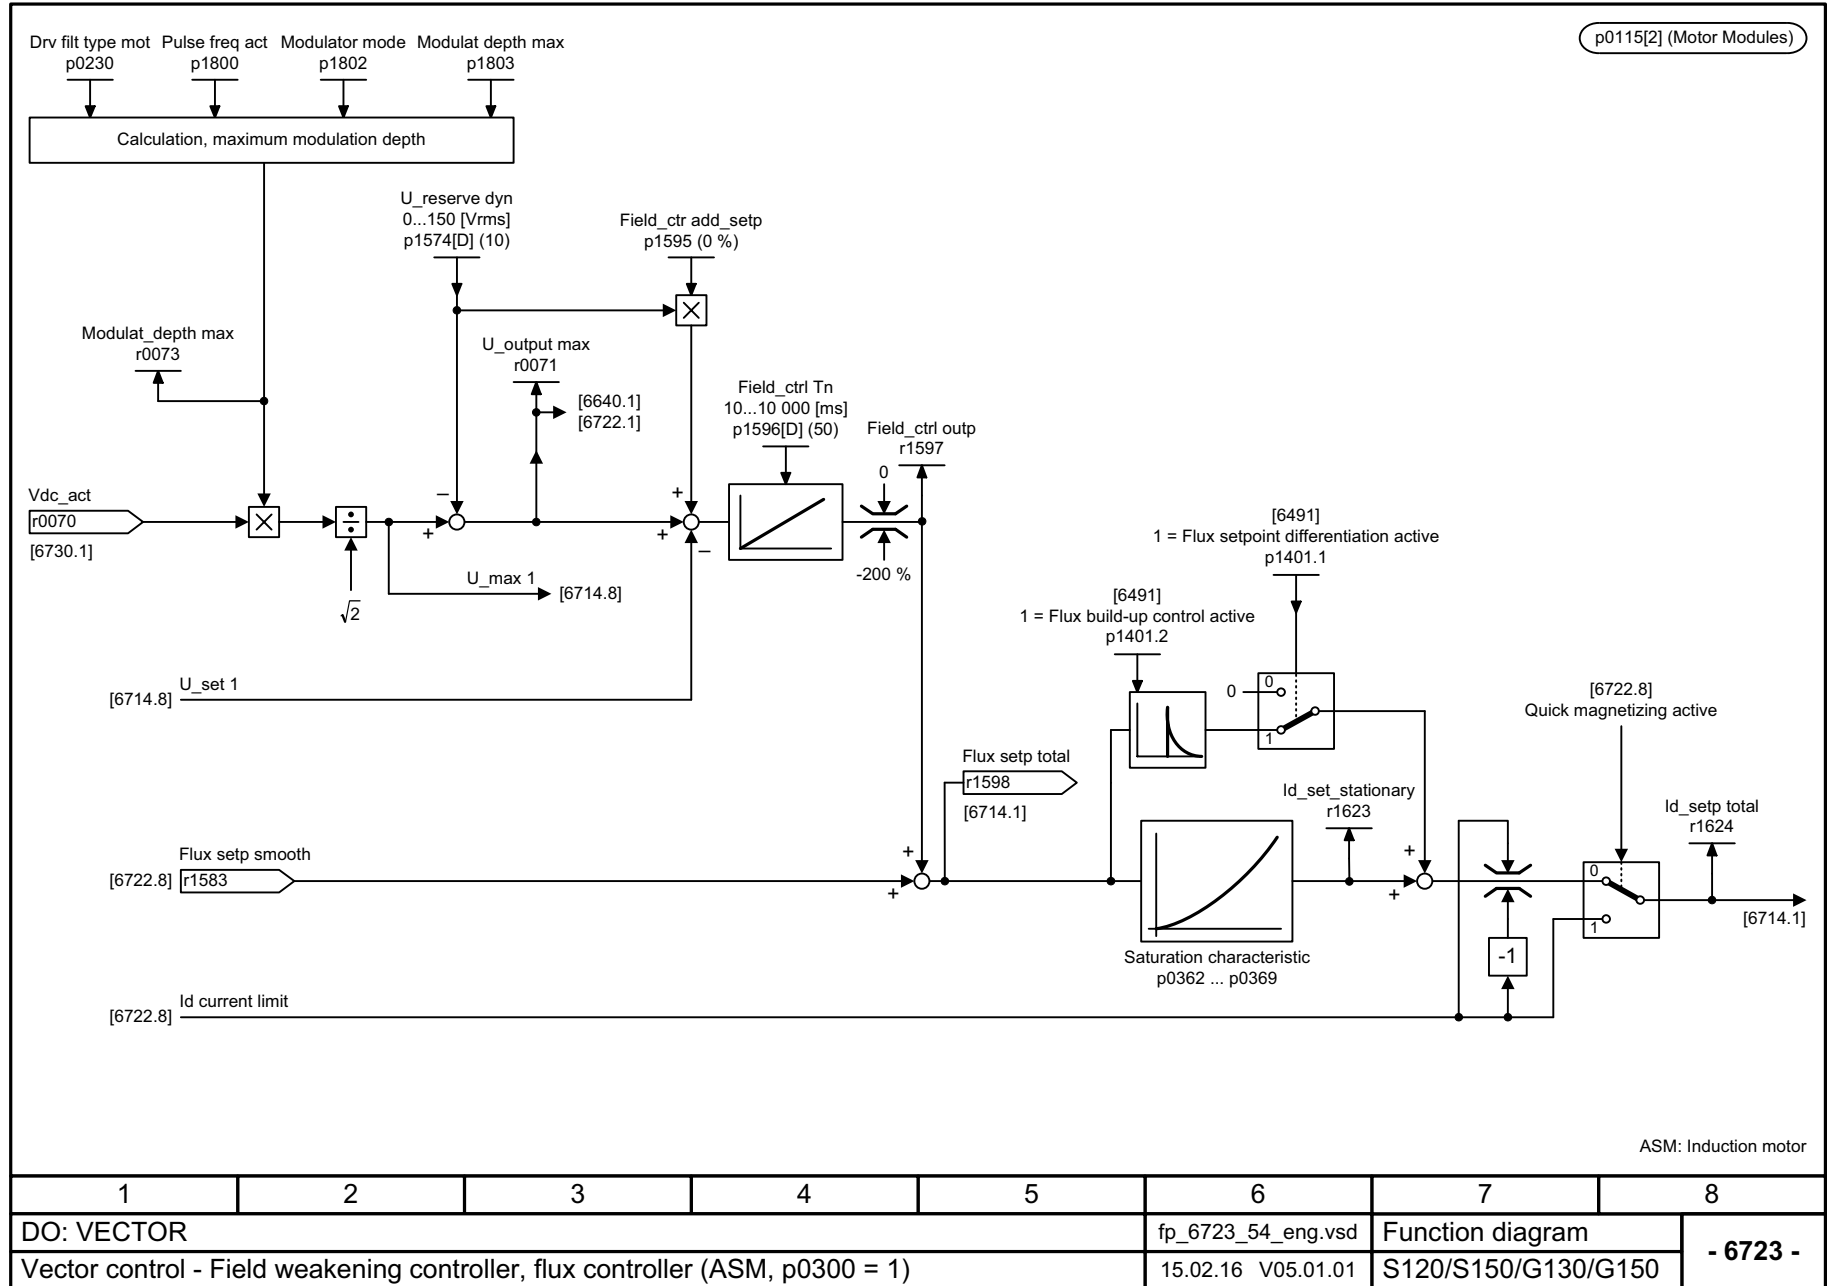 Drv filt type mot
p0230
Pulse freq act
p1800
Modulator mode
p1802
Modulat depth max
p1803
p0115[2] (Motor Modules)
Calculation, maximum modulation depth
U_reserve dyn
0...150 [Vrms]
p1574[D] (10)
Field_ctr add_setp
p1595 (0 %)
×
Modulat_depth max
r0073
U_output max
r0071
[6640.1]
[6722.1]
Field_ctrl Tn
10...10 000 [ms]
p1596[D] (50)
Field_ctrl outp
r1597
0
-200 %
Vdc_act
r0070
[6730.1]
×
÷
√2
–
+
+
+
–
U_max 1
[6714.8]
[6714.8]
U_set 1
[6491]
1 = Flux setpoint differentiation active
p1401.1
[6491]
1 = Flux build-up control active
p1401.2
0
0
1
[6722.8]
Quick magnetizing active
Flux setp total
r1598
[6714.1]
Id_set_stationary
r1623
Id_setp total
r1624
Flux setp smooth
[6722.8]
r1583
+
+
+
+
0
1
[6714.1]
-1
Saturation characteristic
p0362 ... p0369
Id current limit
[6722.8]
ASM: Induction motor
1 2 3 4 5 6 7 8
DO: VECTOR
fp_6723_54_eng.vsd
Function diagram
- 6723 -
Vector control - Field weakening controller, flux controller (ASM, p0300 = 1)
15.02.16 V05.01.01
S120/S150/G130/G150